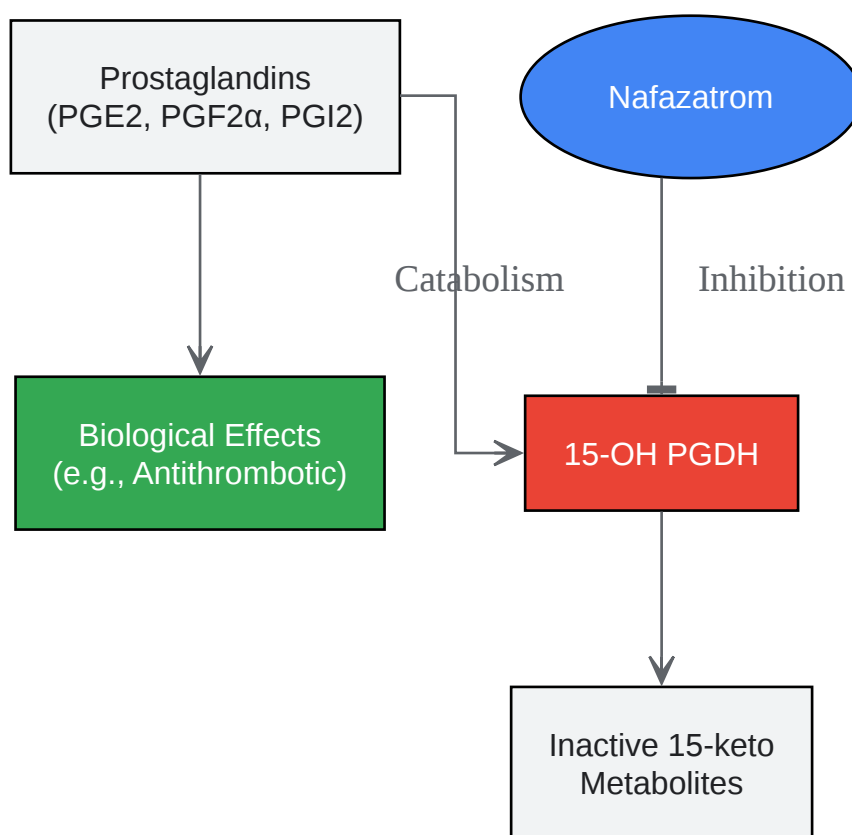 Prostaglandins
(PGE2, PGF2α, PGI2)
Nafazatrom
Catabolism
Inhibition
Biological Effects
(e.g., Antithrombotic)
15-OH PGDH
Inactive 15-keto
Metabolites